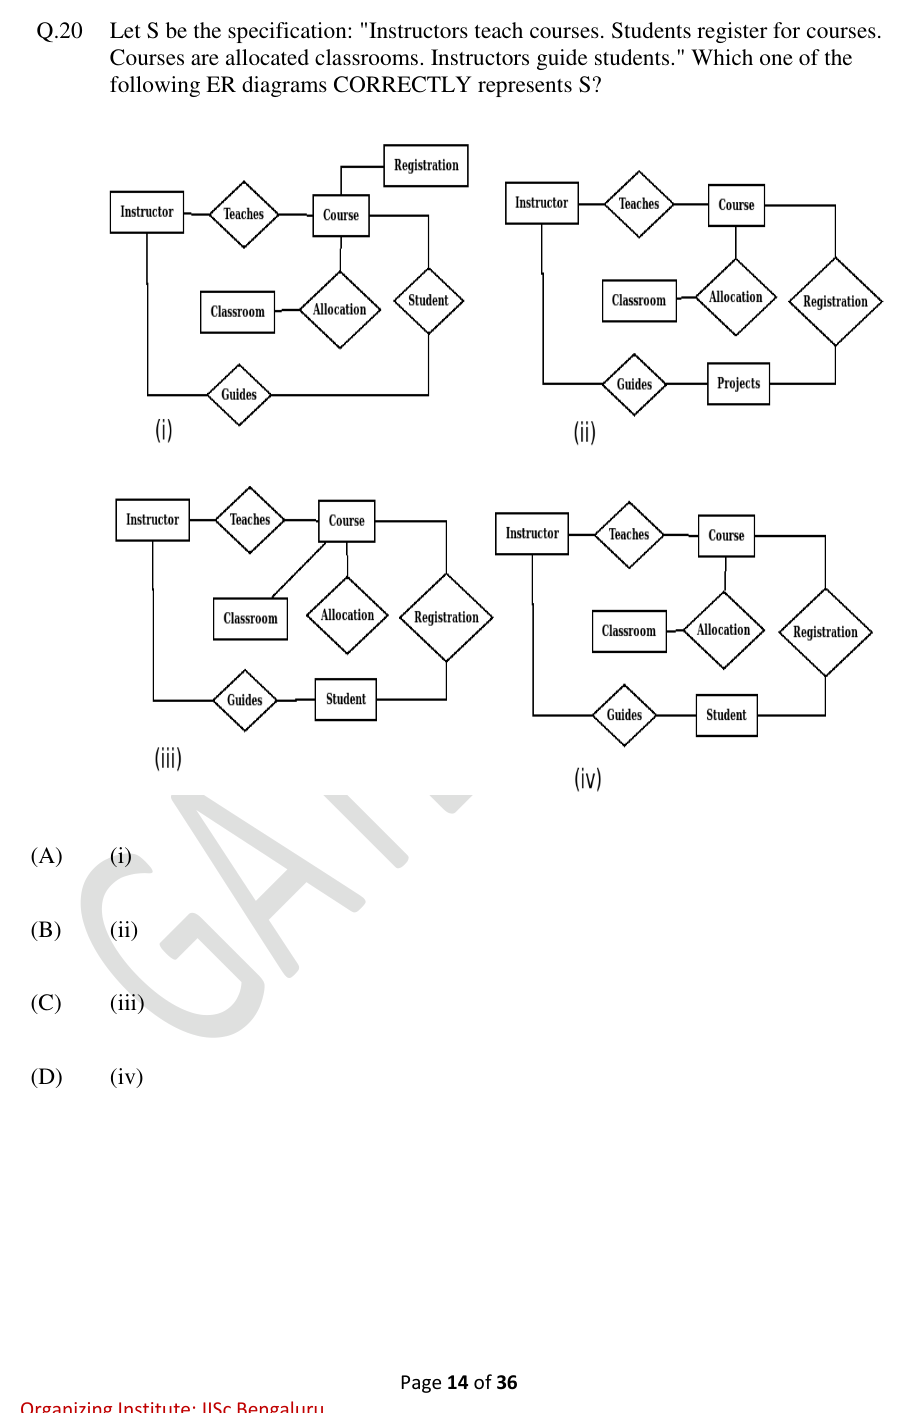 Q.20 Let S be the specification: "Instructors teach courses. Students register for courses.
Courses are allocated classrooms. Instructors guide students." Which one of the
following ER diagrams CORRECTLY represents S?
Registration
Instructor Teaches Course
Classroom Allocation Student
Guides
(i)
Instructor Teaches Course
Classroom Allocation Registration
Guides Projects
(ii)
Instructor Teaches Course
Classroom Allocation Registration
Guides Student
(iii)
Instructor Teaches Course
Classroom Allocation Registration
Guides Student
(iv)
(A) (i)
(B) (ii)
(C) (iii)
(D) (iv)
Page 14 of 36
Organizing Institute: IISc Bengaluru